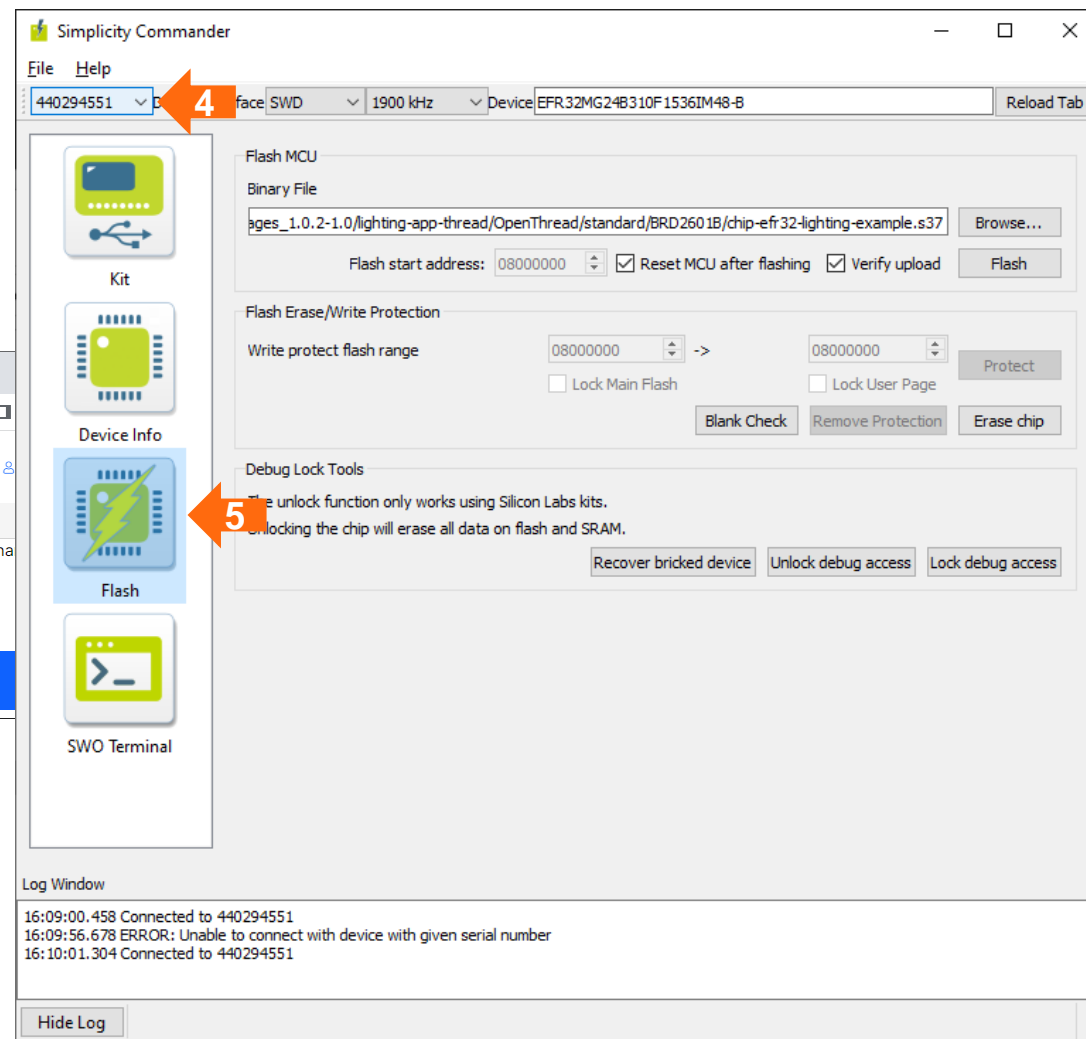 Simplicity Commander
File Help
440294551 4 face SWD 1900 kHz Device EFR32MG24B310F1536IM48-B Reload Tab
Kit
Device Info
Flash
SWO Terminal
5
Flash MCU
Binary File
ages_1.0.2-1.0/lighting-app-thread/OpenThread/standard/BRD2601B/chip-efr32-lighting-example.s37 Browse...
Flash start address: 08000000 Reset MCU after flashing Verify upload Flash
Flash Erase/Write Protection
Write protect flash range 08000000 -> 08000000 Protect
Lock Main Flash Lock User Page
Blank Check Remove Protection Erase chip
Debug Lock Tools
The unlock function only works using Silicon Labs kits.
Unlocking the chip will erase all data on flash and SRAM.
Recover bricked device Unlock debug access Lock debug access
Log Window
16:09:00.458 Connected to 440294551
16:09:56.678 ERROR: Unable to connect with device with given serial number
16:10:01.304 Connected to 440294551
Hide Log